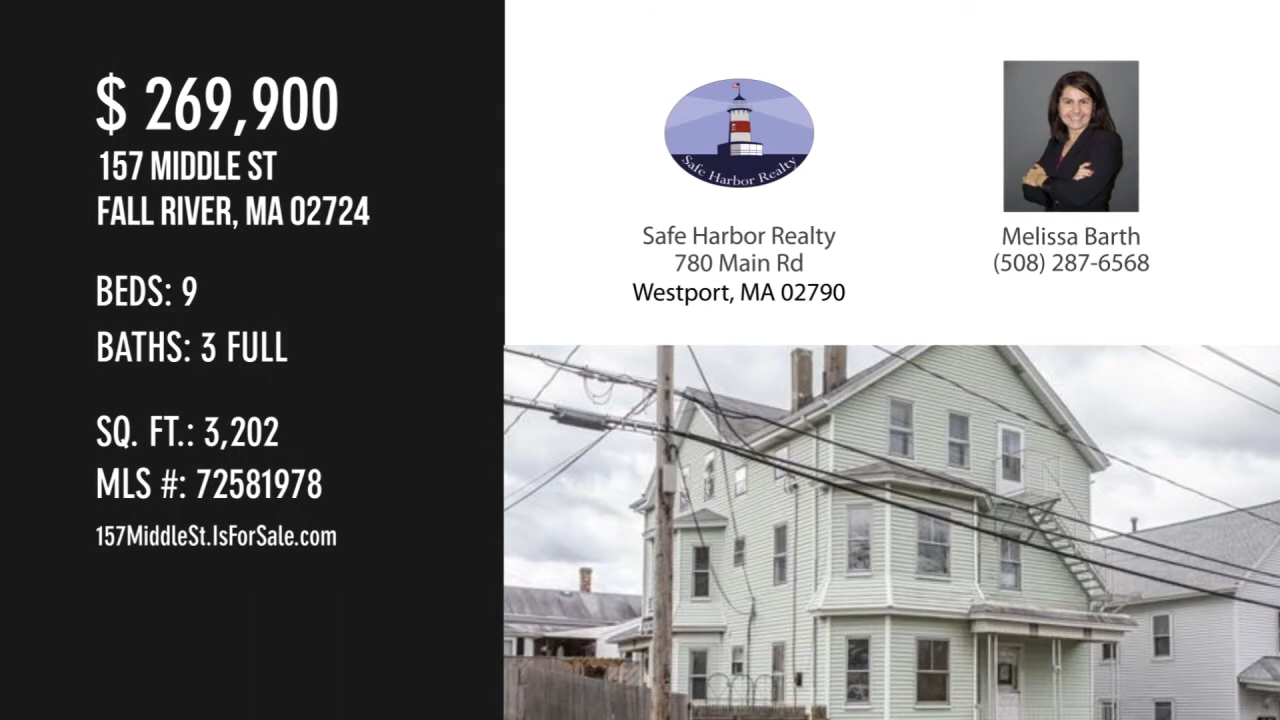 $ 269,900
157 MIDDLE ST
FALL RIVER, MA 02724
BEDS: 9
BATHS: 3 FULL
SQ. FT.: 3,202
MLS #: 72581978
157MiddleSt.IsForSale.com
Safe Harbor Realty
Safe Harbor Realty
780 Main Rd
Westport, MA 02790
Melissa Barth
(508) 287-6568